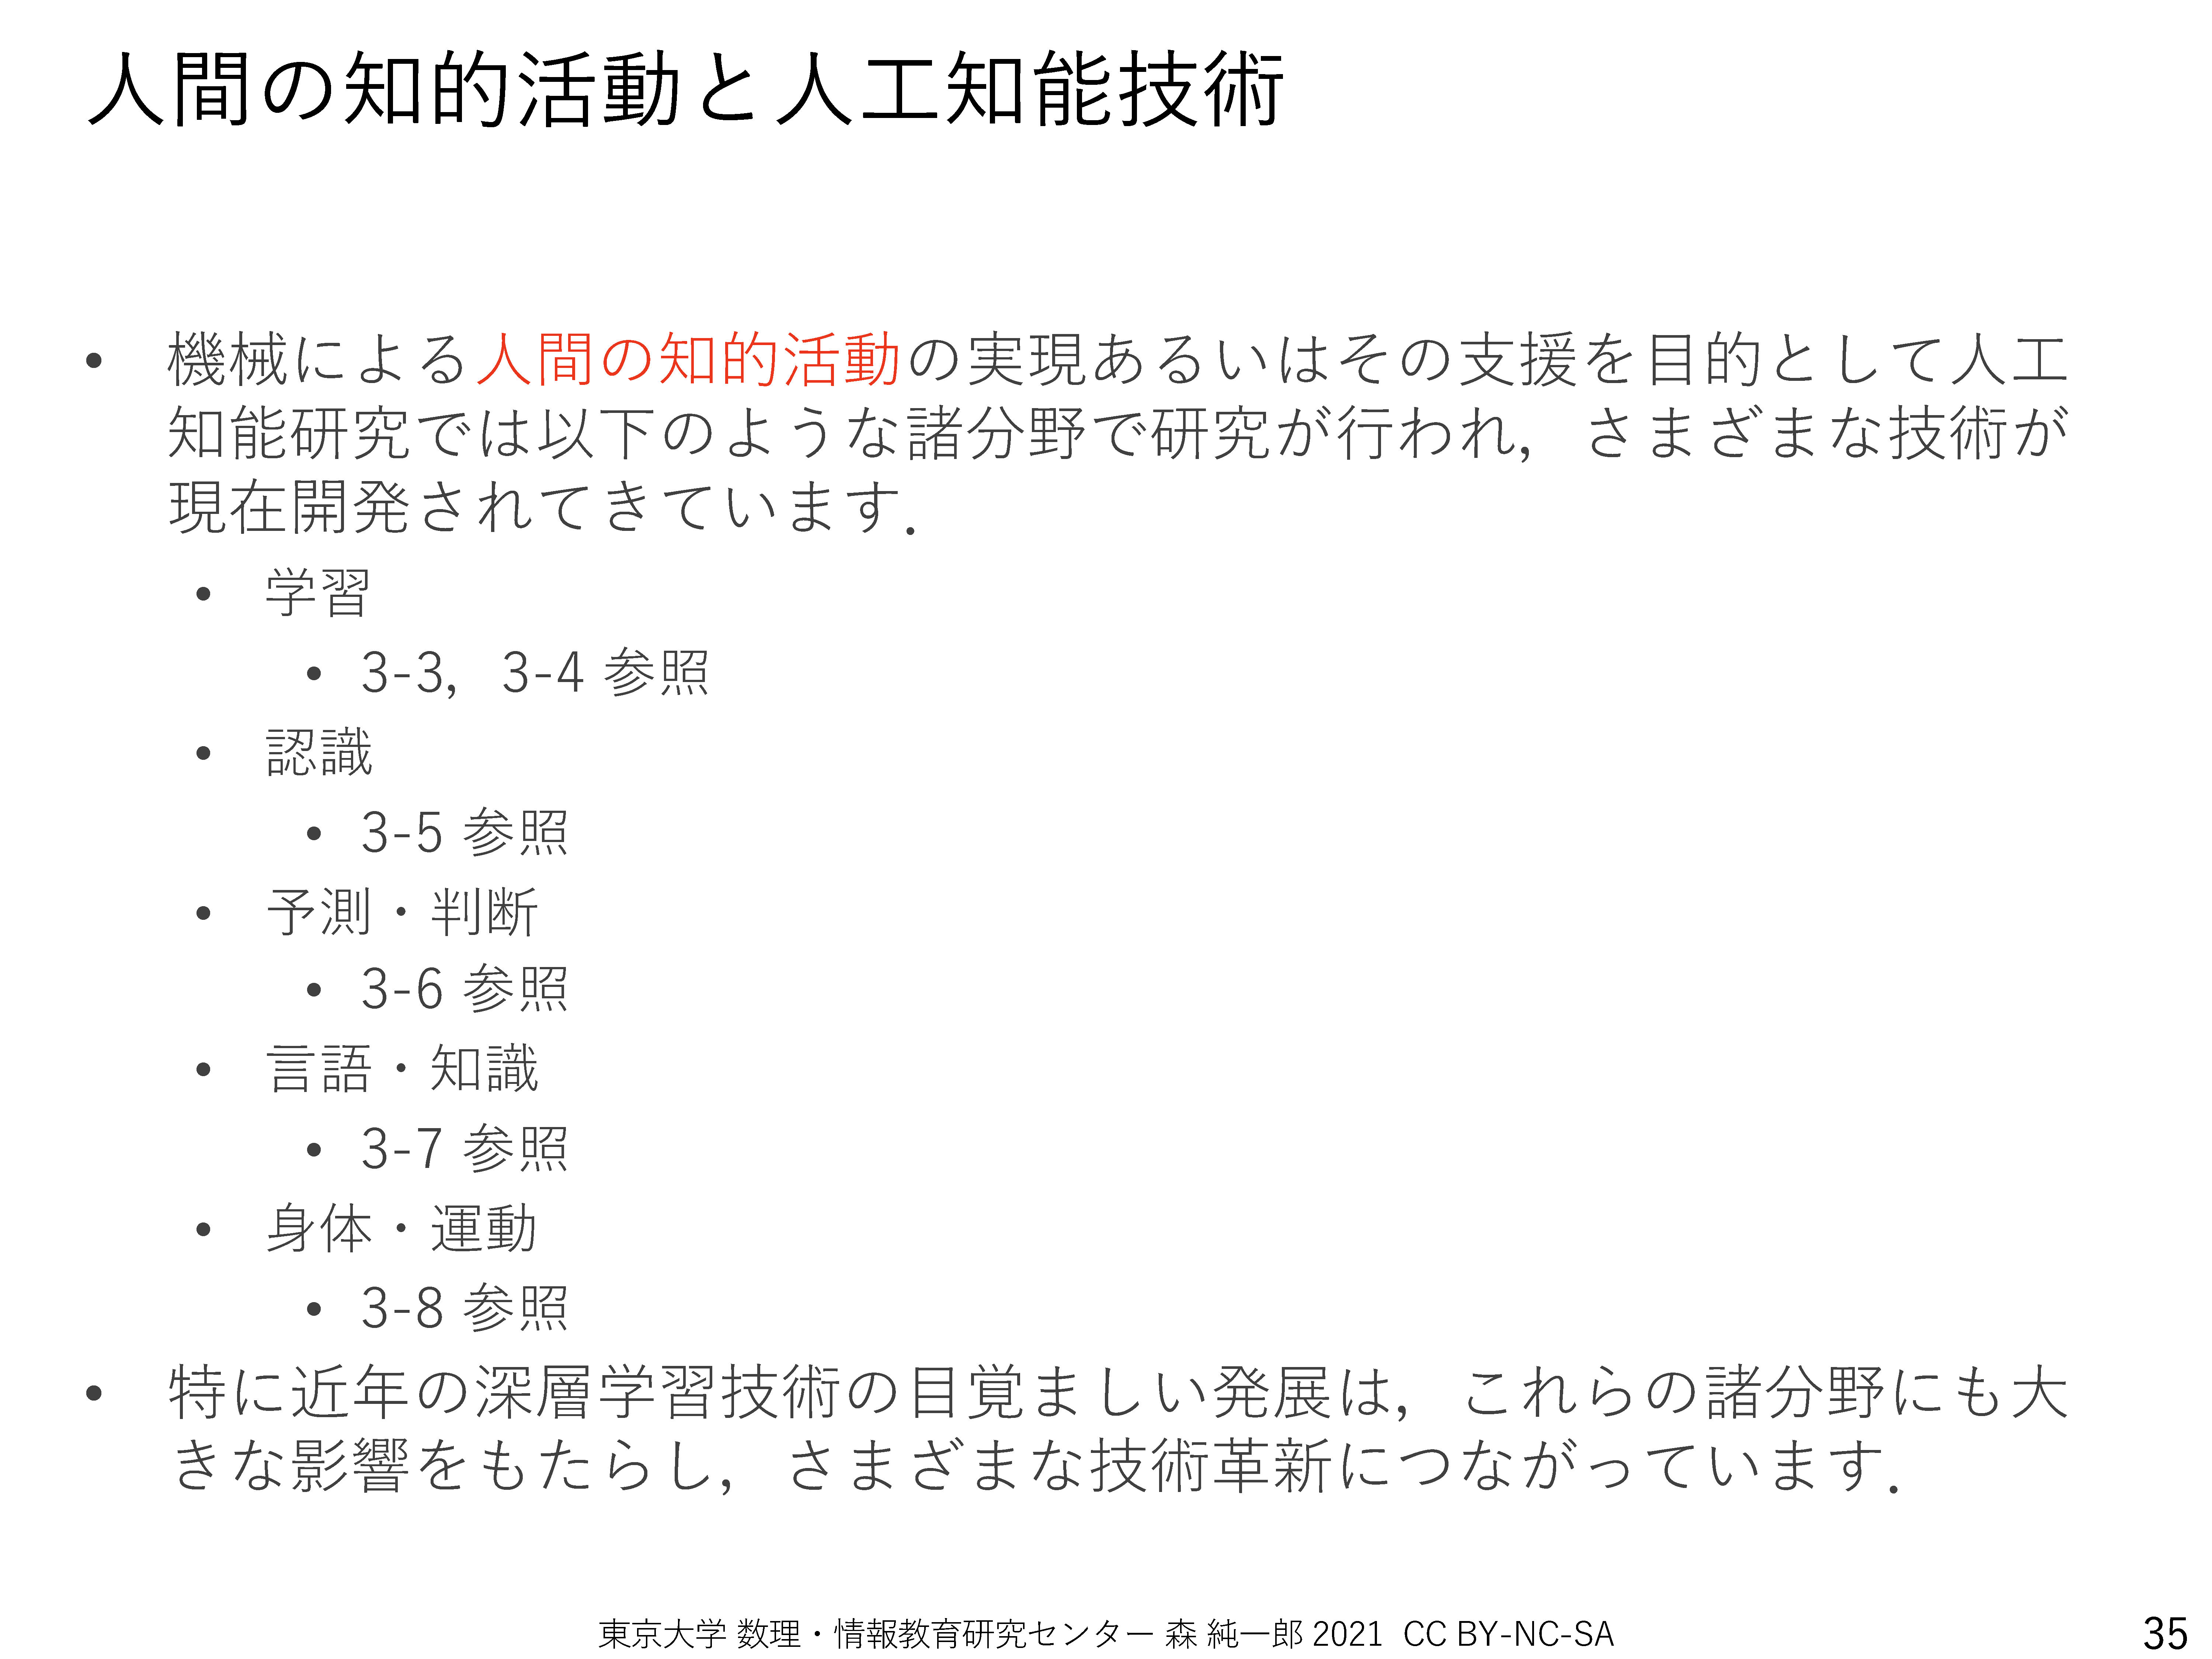 人間の知的活動と人工知能技術
• 機械による人間の知的活動の実現あるいはその支援を目的として人工
知能研究では以下のような諸分野で研究が行われ，さまざまな技術が
現在開発されてきています．
• 学習
• 3-3，3-4 参照
• 認識
• 3-5 参照
• 予測・判断
• 3-6 参照
• 言語・知識
• 3-7 参照
• 身体・運動
• 3-8 参照
• 特に近年の深層学習技術の目覚ましい発展は，これらの諸分野にも大
きな影響をもたらし，さまざまな技術革新につながっています．
東京大学 数理・情報教育研究センター 森 純一郎 2021 CC BY-NC-SA
35